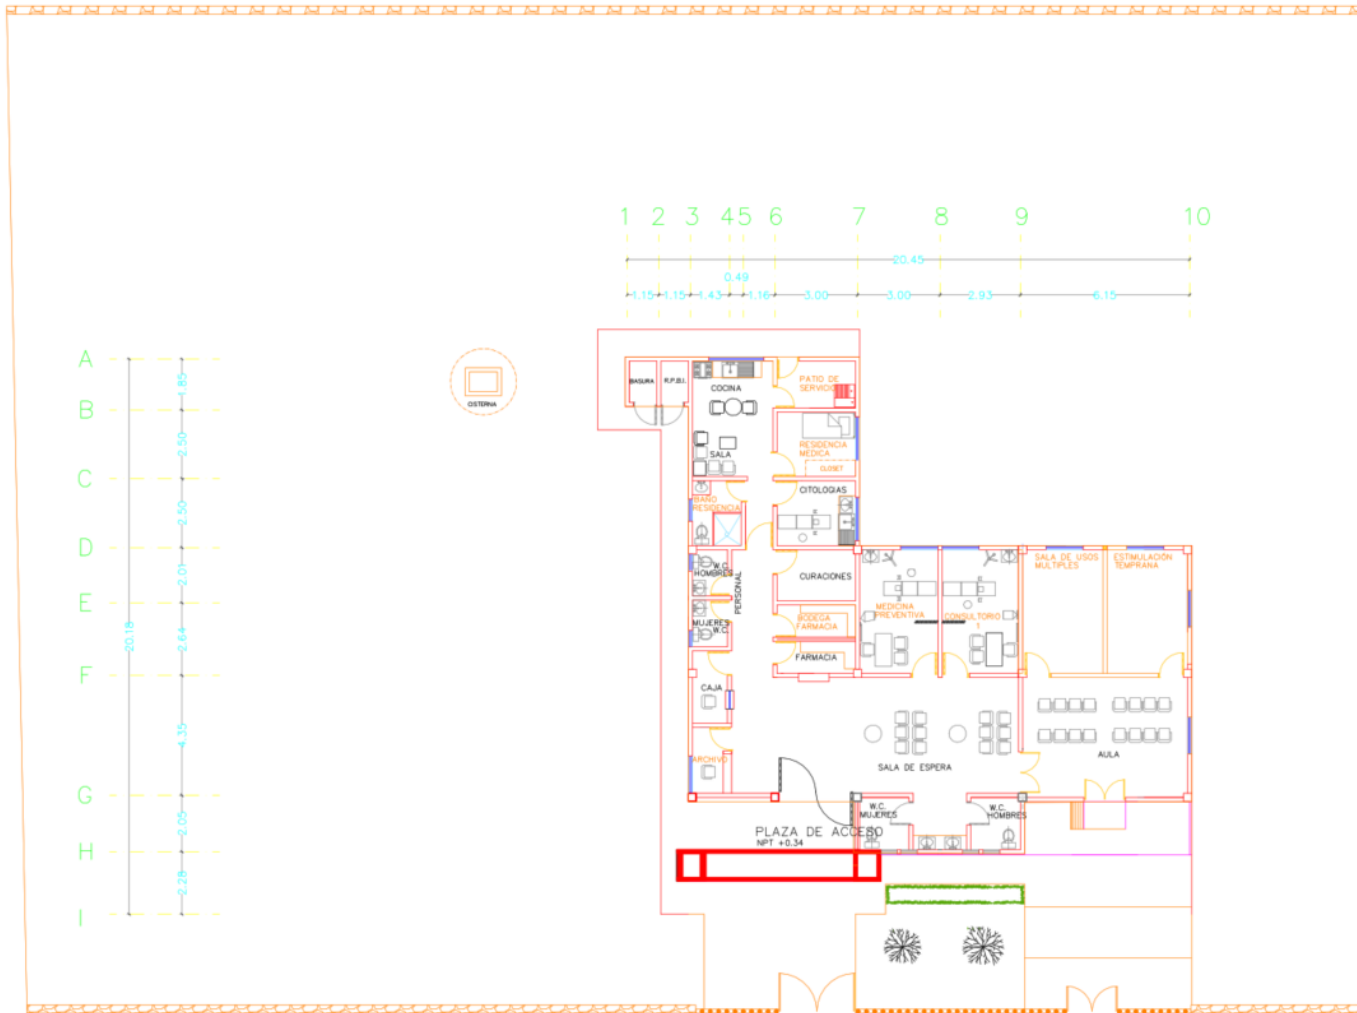 1 2 3 4 5 6 7 8 9 10
20.45
0.49
1.15 1.15 1.43 1.16 3.00 3.00 2.93 6.15
A
B
C
D
E
F
G
H
I
20.18
1.85
2.50
2.50
2.01
2.64
4.35
2.05
2.28
CISTERNA
BASURA
R.P.B.I.
COCINA
PATIO DE
SERVICIO
SALA
RESIDENCIA
MEDICA
CLOSET
BAÑO
RESIDENCIA
CITOLOGIAS
W.C.
HOMBRES
PERSONAL
CURACIONES
MUJERES
W.C.
BODEGA
FARMACIA
FARMACIA
CAJA
ARCHIVO
MEDICINA
PREVENTIVA
CONSULTORIO
1
SALA DE USOS
MULTIPLES
ESTIMULACIÓN
TEMPRANA
SALA DE ESPERA
AULA
W.C.
MUJERES
W.C.
HOMBRES
PLAZA DE ACCESO
NPT +0.34